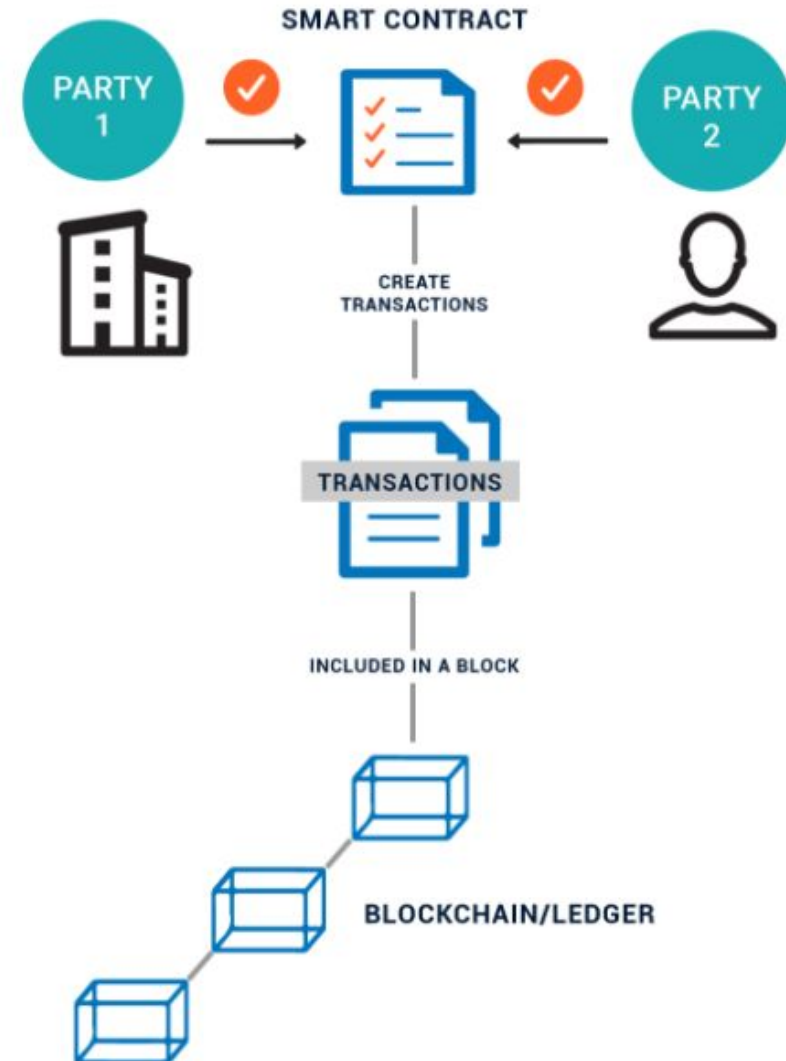 SMART CONTRACT
PARTY
1
PARTY
2
CREATE
TRANSACTIONS
TRANSACTIONS
INCLUDED IN A BLOCK
BLOCKCHAIN/LEDGER